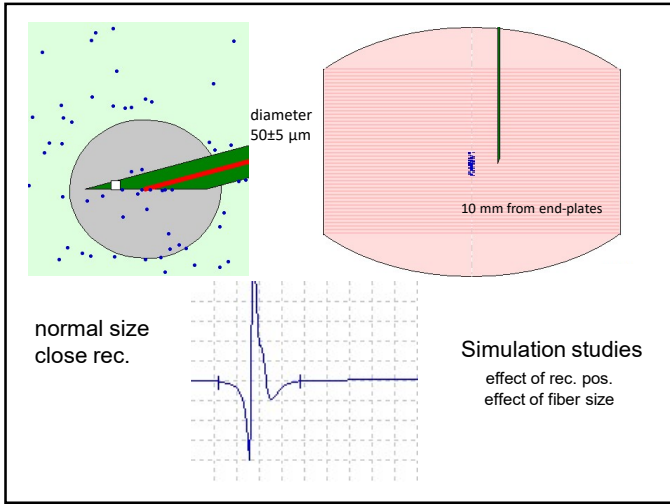 diameter
50±5 µm
10 mm from end-plates
normal size
close rec.
Simulation studies
effect of rec. pos.
effect of fiber size